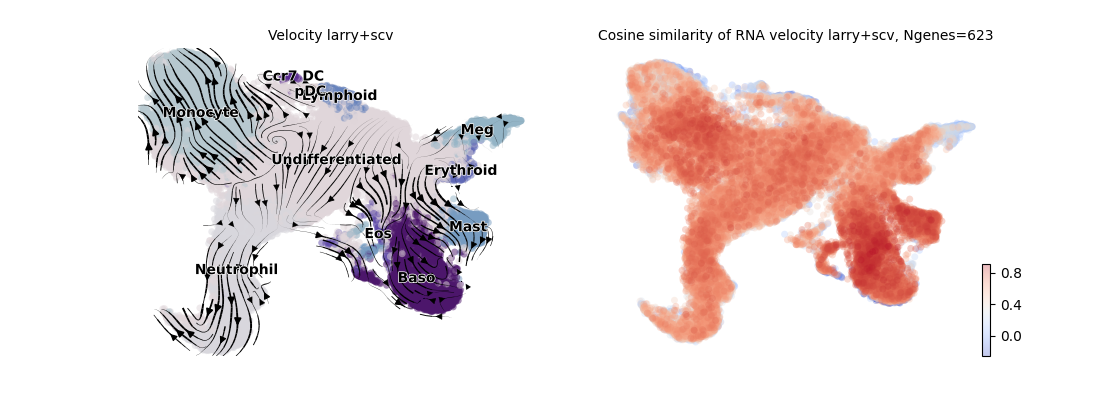 Velocity larry+scv
Cosine similarity of RNA velocity larry+scv, Ngenes=623
Ccr7 DC
pDC
Lymphoid
Monocyte
Meg
Undifferentiated
Erythroid
Mast
Eos
Neutrophil
Baso
0.8
0.4
0.0